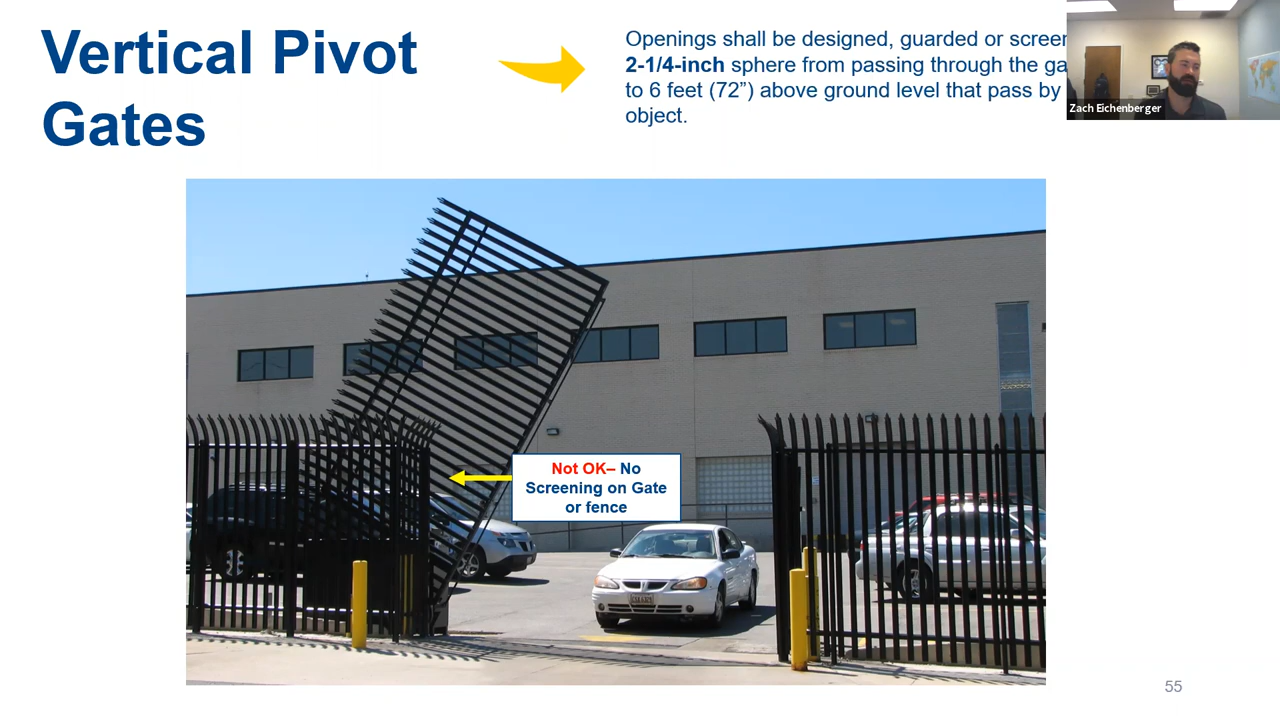 Vertical Pivot
Gates
Openings shall be designed, guarded or
2-1/4-inch sphere from passing through the
to 6 feet (72”) above ground level that pass by
object.
Zach Eichenberger
Not OK– No
Screening on Gate
or fence
55